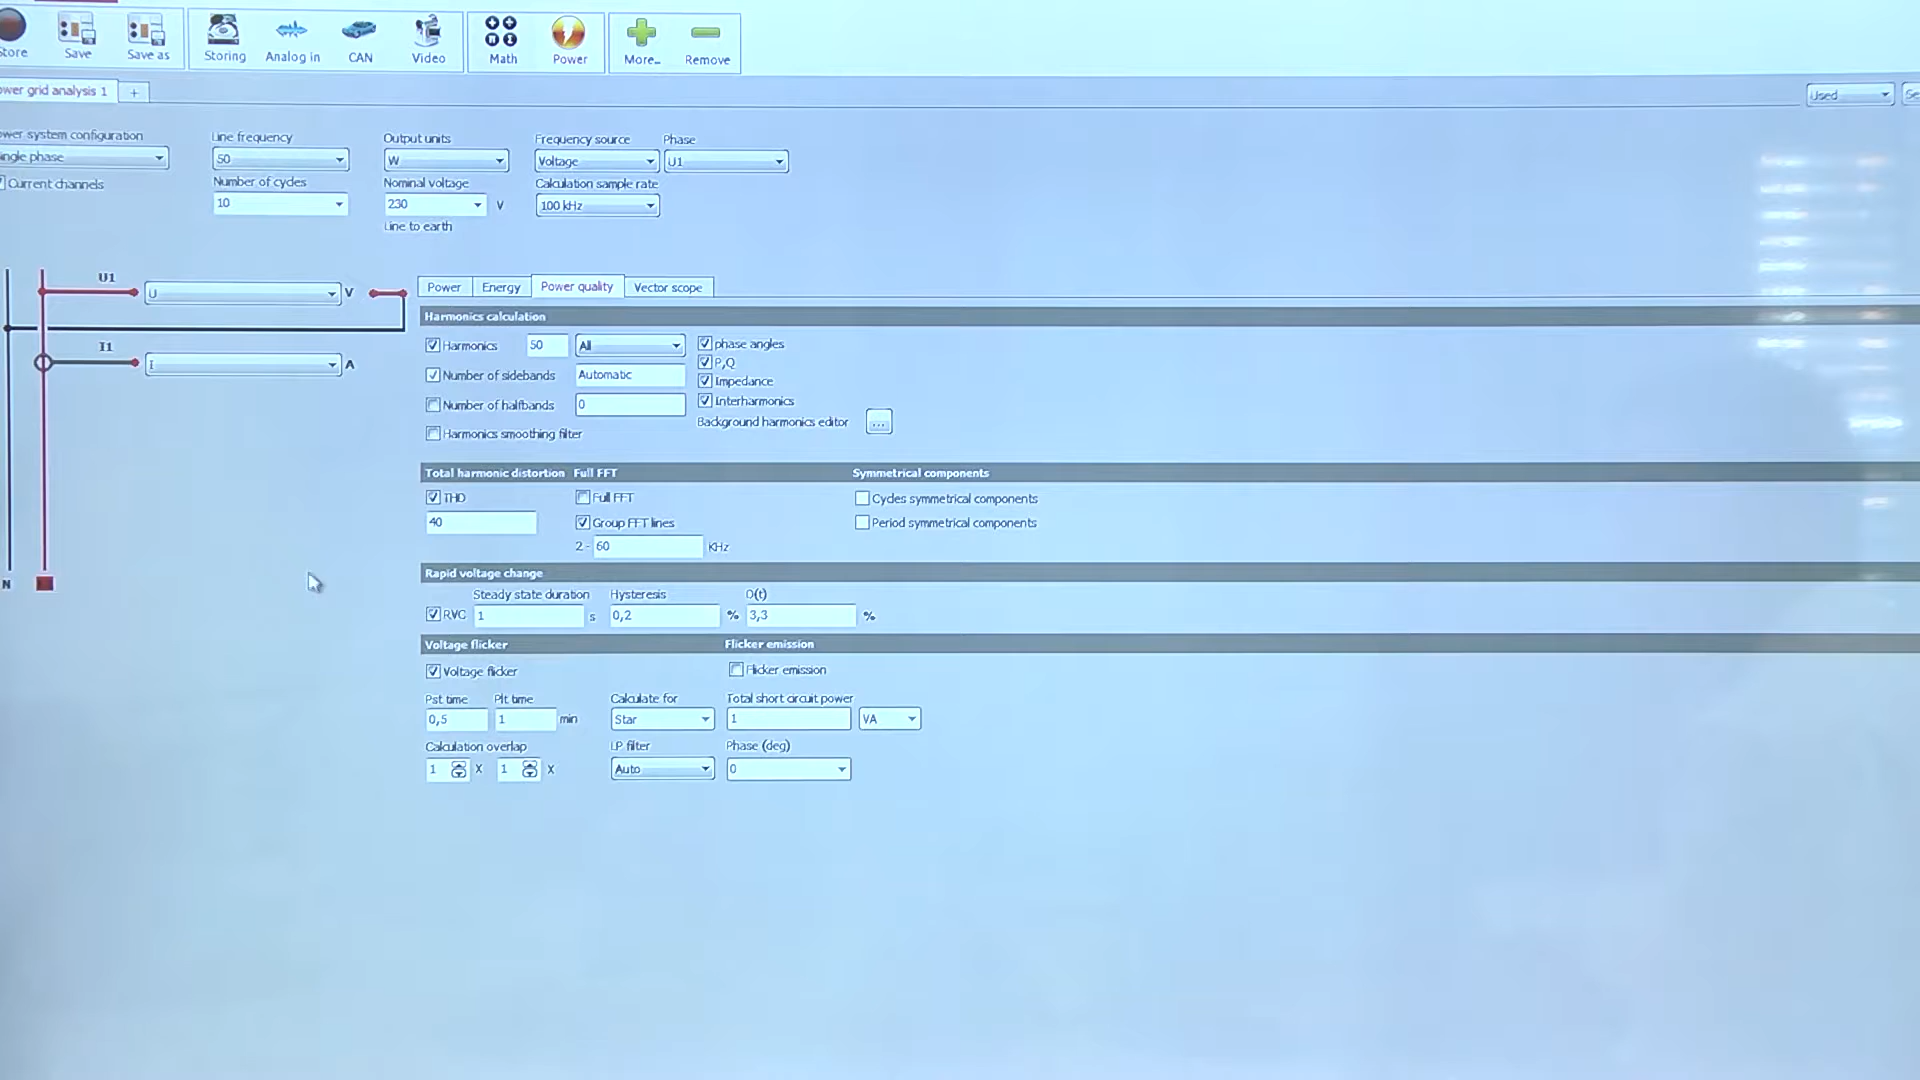 Store Save Save as Storing Analog in CAN Video Math Power More... Remove
ower grid analysis 1 +
Used Se
ower system configuration Line frequency Output units Frequency source Phase
ingle phase 50 W Voltage U1
Current channels Number of cycles Nominal voltage Calculation sample rate
10 230 V 100 kHz
Line to earth
U1 U V
I1 I A
N
Power Energy Power quality Vector scope
Harmonics calculation
Harmonics 50 All phase angles
P,Q
Number of sidebands Automatic Impedance
Number of halfbands 0 Interharmonics
Background harmonics editor ...
Harmonics smoothing filter
Total harmonic distortion Full FFT Symmetrical components
THD Full FFT Cycles symmetrical components
40 Group FFT lines Period symmetrical components
2 - 60 KHz
Rapid voltage change
Steady state duration Hysteresis D(t)
RVC 1 s 0,2 % 3,3 %
Voltage flicker Flicker emission
Voltage flicker Flicker emission
Pst time Plt time Calculate for Total short circuit power
0,5 1 min Star 1 VA
Calculation overlap LP filter Phase (deg)
1 X 1 X Auto 0